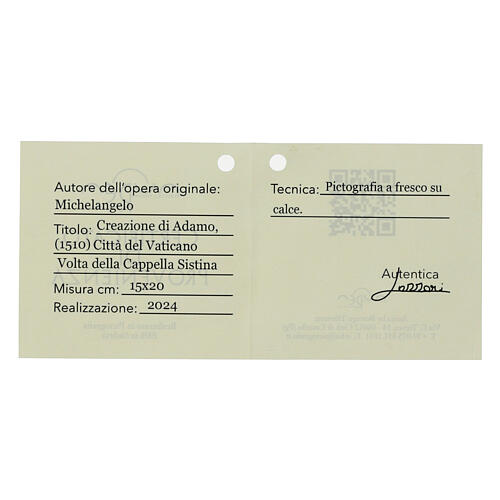 Autore dell'opera originale:
Michelangelo
Titolo: Creazione di Adamo,
(1510) Città del Vaticano
Volta della Cappella Sistina
Misura cm: 15x20
Realizzazione: 2024
Tecnica: Pictografia a fresco su
calce.
Autentica
PROVENIENZA